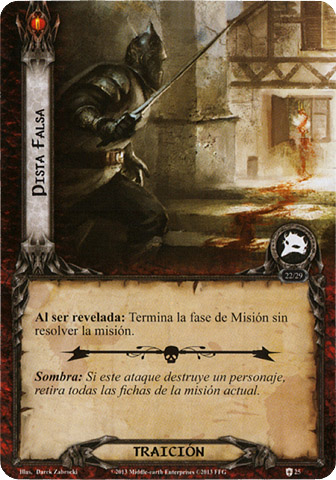 PISTA FALSA
22/29
Al ser revelada: Termina la fase de Misión sin
resolver la misión.
Sombra: Si este ataque destruye un personaje,
retira todas las fichas de la misión actual.
TRAICIÓN
Illus. Darek Zabrocki
©2013 Middle-earth Enterprises ©2013 FFG
25